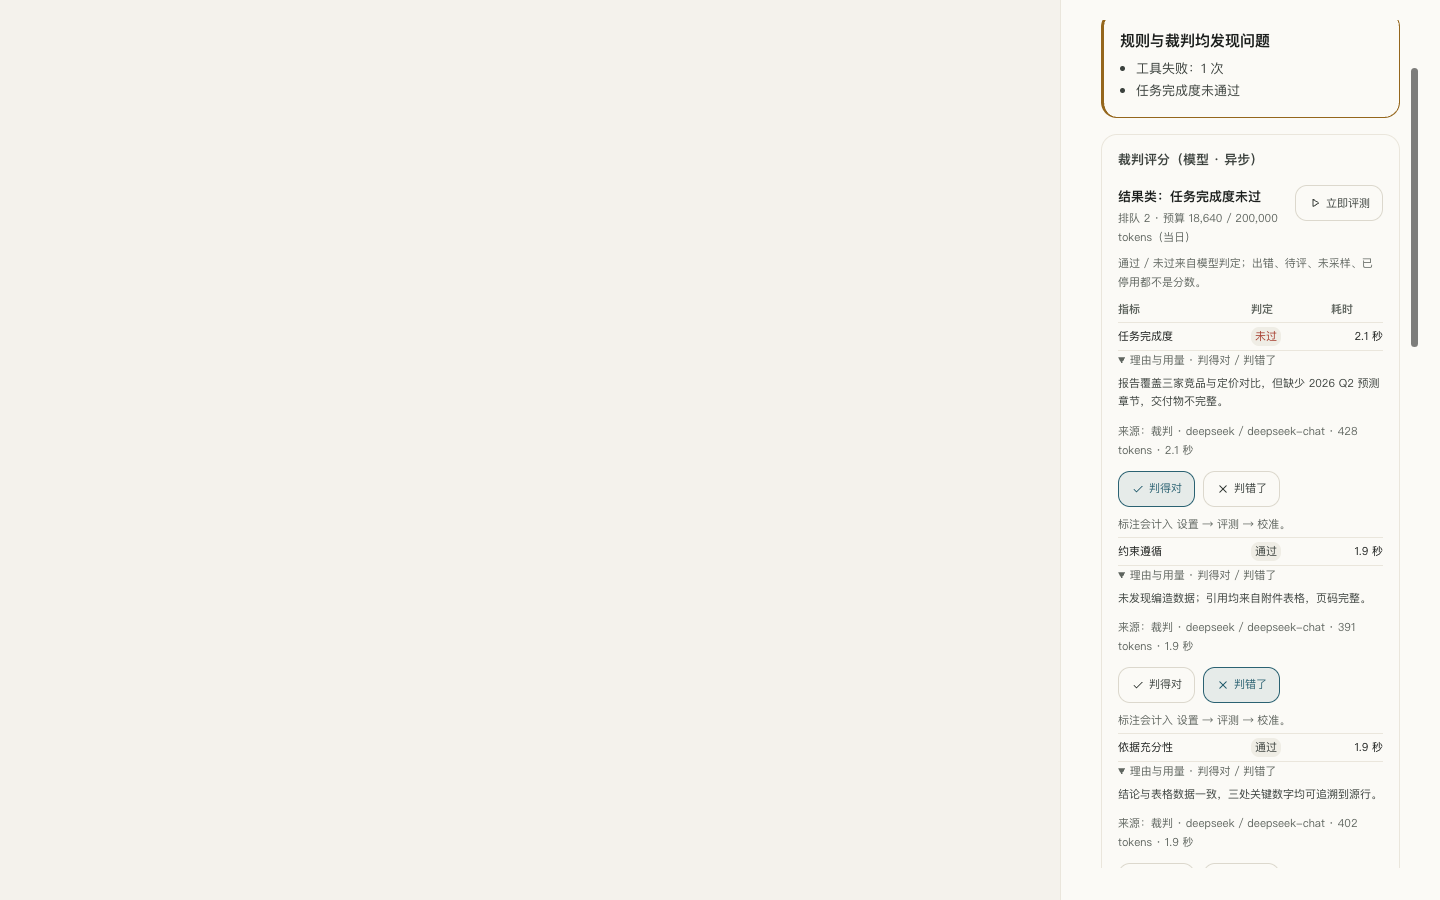 规则与裁判均发现问题
• 工具失败：1 次
• 任务完成度未通过
裁判评分（模型 · 异步）
结果类：任务完成度未过
立即评测
排队 2 · 预算 18,640 / 200,000
tokens（当日）
通过 / 未过来自模型判定；出错、待评、未采样、已
停用都不是分数。
指标 判定 耗时
任务完成度 未过 2.1 秒
▼ 理由与用量 · 判得对 / 判错了
报告覆盖三家竞品与定价对比，但缺少 2026 Q2 预测
章节，交付物不完整。
来源：裁判 · deepseek / deepseek-chat · 428
tokens · 2.1 秒
判得对 判错了
标注会计入 设置 → 评测 → 校准。
约束遵循 通过 1.9 秒
▼ 理由与用量 · 判得对 / 判错了
未发现编造数据；引用均来自附件表格，页码完整。
来源：裁判 · deepseek / deepseek-chat · 391
tokens · 1.9 秒
判得对 判错了
标注会计入 设置 → 评测 → 校准。
依据充分性 通过 1.9 秒
▼ 理由与用量 · 判得对 / 判错了
结论与表格数据一致，三处关键数字均可追溯到源行。
来源：裁判 · deepseek / deepseek-chat · 402
tokens · 1.9 秒